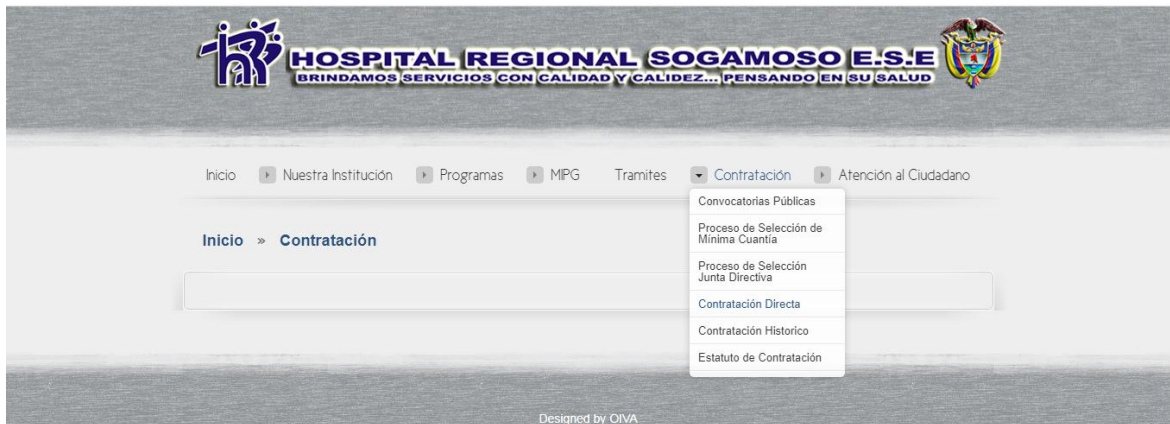 HOSPITAL REGIONAL SOGAMOSO E.S.E
BRINDAMOS SERVICIOS CON CALIDAD Y CALIDEZ... PENSANDO EN SU SALUD
Inicio Nuestra Institución Programas MIPG Tramites Contratación Atención al Ciudadano
Convocatorias Públicas
Proceso de Selección de
Mínima Cuantía
Proceso de Selección
Junta Directiva
Contratación Directa
Contratación Historico
Estatuto de Contratación
Inicio » Contratación
Designed by OIVA